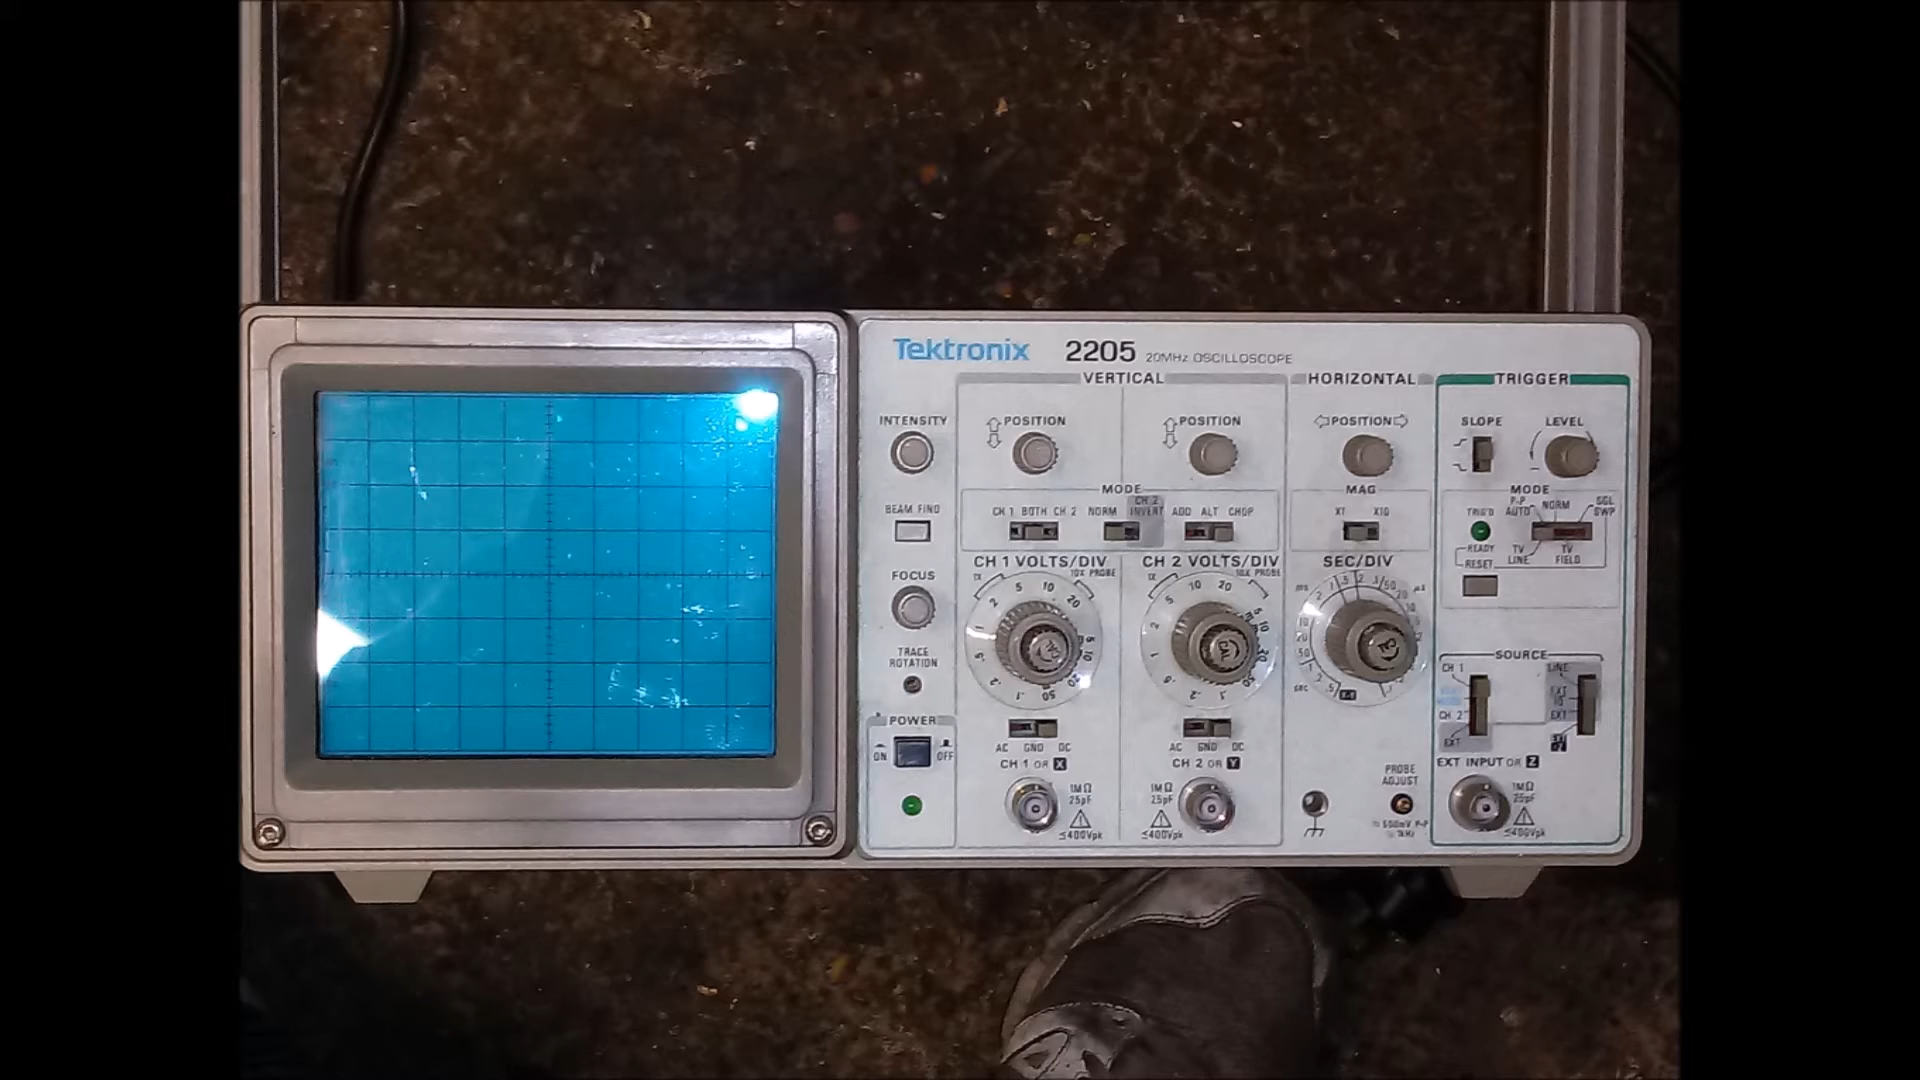 Tektronix 2205 20MHz OSCILLOSCOPE
VERTICAL HORIZONTAL TRIGGER
INTENSITY POSITION POSITION POSITION SLOPE LEVEL
MODE MAG MODE
BEAM FIND CH 1 BOTH CH 2 NORM CH 2 INVERT ADD ALT CHOP X1 X10
P-P AUTO NORM SGL SWP
TRIG'D
READY
RESET
TV LINE TV FIELD
CH 1 VOLTS/DIV CH 2 VOLTS/DIV SEC/DIV
1X 10X PROBE 1X 10X PROBE
FOCUS
TRACE ROTATION
CAL CAL
SOURCE
CH 1 LINE
CH 2 EXT
EXT
POWER
ON OFF
AC GND DC AC GND DC
CH 1 OR X CH 2 OR Y EXT INPUT OR Z
PROBE ADJUST
1MΩ 25pF 1MΩ 25pF 1MΩ 25pF
≤400Vpk ≤400Vpk ≤400Vpk